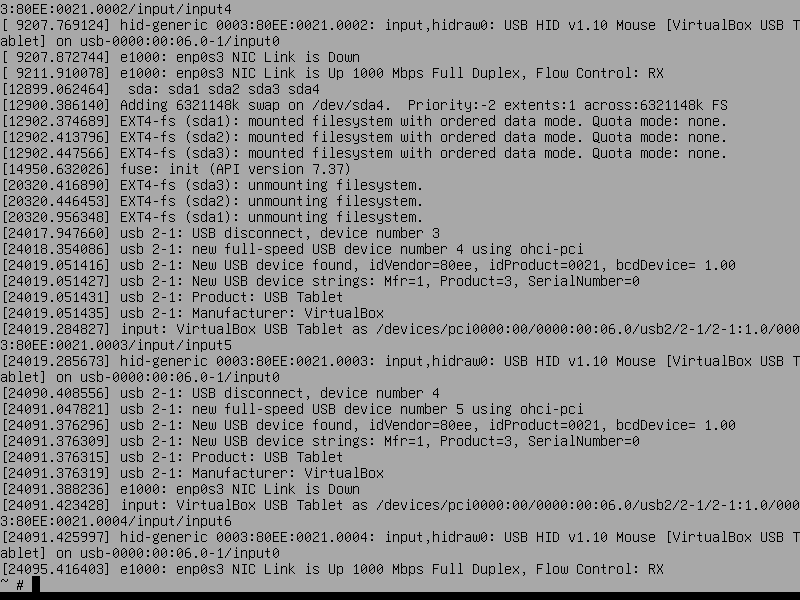 3:80EE:0021.0002/input/input4
[ 9207.769124] hid-generic 0003:80EE:0021.0002: input,hidraw0: USB HID v1.10 Mouse [VirtualBox USB T
ablet] on usb-0000:00:06.0-1/input0
[ 9207.872744] e1000: enp0s3 NIC Link is Down
[ 9211.910078] e1000: enp0s3 NIC Link is Up 1000 Mbps Full Duplex, Flow Control: RX
[12899.062464]  sda: sda1 sda2 sda3 sda4
[12900.386140] Adding 6321148k swap on /dev/sda4.  Priority:-2 extents:1 across:6321148k FS
[12902.374689] EXT4-fs (sda1): mounted filesystem with ordered data mode. Quota mode: none.
[12902.413796] EXT4-fs (sda2): mounted filesystem with ordered data mode. Quota mode: none.
[12902.447566] EXT4-fs (sda3): mounted filesystem with ordered data mode. Quota mode: none.
[14950.632026] fuse: init (API version 7.37)
[20320.416890] EXT4-fs (sda3): unmounting filesystem.
[20320.446453] EXT4-fs (sda2): unmounting filesystem.
[20320.956348] EXT4-fs (sda1): unmounting filesystem.
[24017.947660] usb 2-1: USB disconnect, device number 3
[24018.354086] usb 2-1: new full-speed USB device number 4 using ohci-pci
[24019.051416] usb 2-1: New USB device found, idVendor=80ee, idProduct=0021, bcdDevice= 1.00
[24019.051427] usb 2-1: New USB device strings: Mfr=1, Product=3, SerialNumber=0
[24019.051431] usb 2-1: Product: USB Tablet
[24019.051435] usb 2-1: Manufacturer: VirtualBox
[24019.284827] input: VirtualBox USB Tablet as /devices/pci0000:00/0000:00:06.0/usb2/2-1/2-1:1.0/000
3:80EE:0021.0003/input/input5
[24019.285673] hid-generic 0003:80EE:0021.0003: input,hidraw0: USB HID v1.10 Mouse [VirtualBox USB T
ablet] on usb-0000:00:06.0-1/input0
[24090.408556] usb 2-1: USB disconnect, device number 4
[24091.047821] usb 2-1: new full-speed USB device number 5 using ohci-pci
[24091.376296] usb 2-1: New USB device found, idVendor=80ee, idProduct=0021, bcdDevice= 1.00
[24091.376309] usb 2-1: New USB device strings: Mfr=1, Product=3, SerialNumber=0
[24091.376315] usb 2-1: Product: USB Tablet
[24091.376319] usb 2-1: Manufacturer: VirtualBox
[24091.388236] e1000: enp0s3 NIC Link is Down
[24091.423428] input: VirtualBox USB Tablet as /devices/pci0000:00/0000:00:06.0/usb2/2-1/2-1:1.0/000
3:80EE:0021.0004/input/input6
[24091.425997] hid-generic 0003:80EE:0021.0004: input,hidraw0: USB HID v1.10 Mouse [VirtualBox USB T
ablet] on usb-0000:00:06.0-1/input0
[24095.416403] e1000: enp0s3 NIC Link is Up 1000 Mbps Full Duplex, Flow Control: RX
~ #